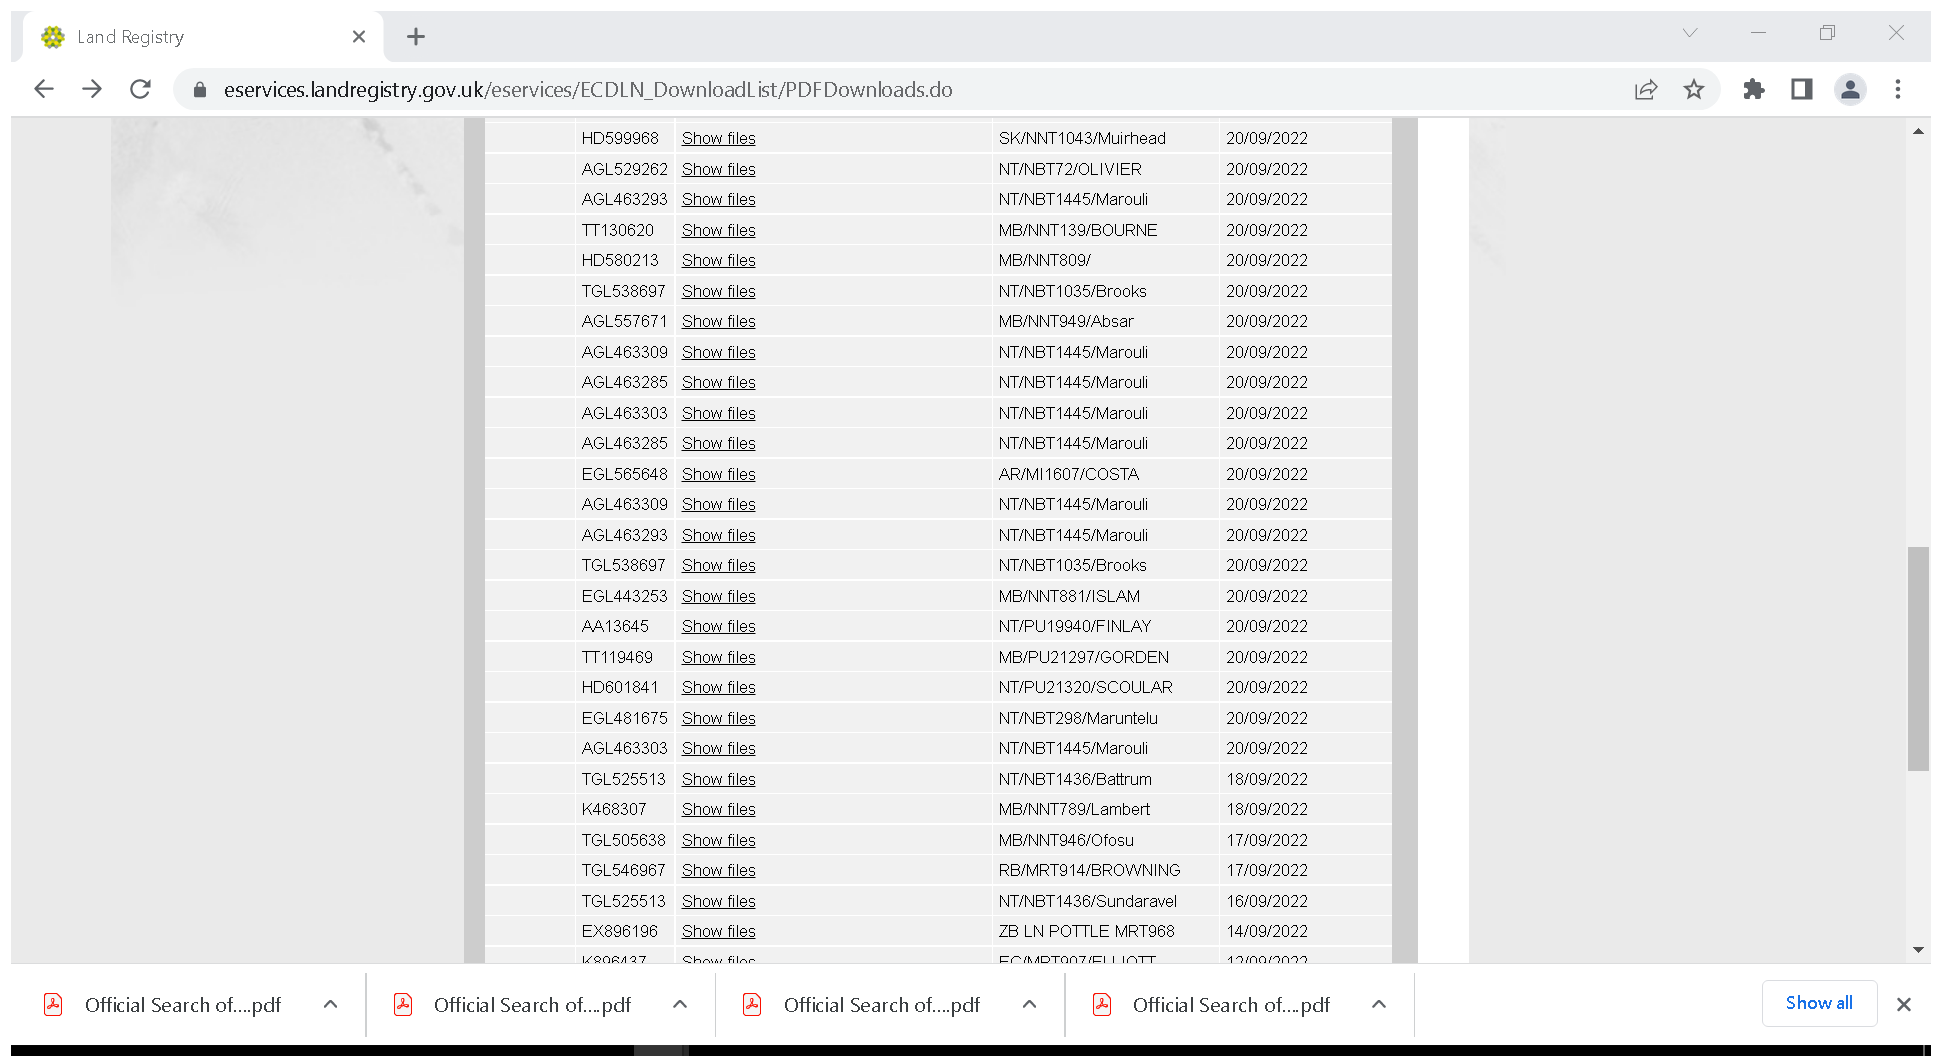 Land Registry
eservices.landregistry.gov.uk/eservices/ECDLN_DownloadList/PDFDownloads.do
HD599968 Show files SK/NNT1043/Muirhead 20/09/2022
AGL529262 Show files NT/NBT72/OLIVIER 20/09/2022
AGL463293 Show files NT/NBT1445/Marouli 20/09/2022
TT130620 Show files MB/NNT139/BOURNE 20/09/2022
HD580213 Show files MB/NNT809/ 20/09/2022
TGL538697 Show files NT/NBT1035/Brooks 20/09/2022
AGL557671 Show files MB/NNT949/Absar 20/09/2022
AGL463309 Show files NT/NBT1445/Marouli 20/09/2022
AGL463285 Show files NT/NBT1445/Marouli 20/09/2022
AGL463303 Show files NT/NBT1445/Marouli 20/09/2022
AGL463285 Show files NT/NBT1445/Marouli 20/09/2022
EGL565648 Show files AR/MI1607/COSTA 20/09/2022
AGL463309 Show files NT/NBT1445/Marouli 20/09/2022
AGL463293 Show files NT/NBT1445/Marouli 20/09/2022
TGL538697 Show files NT/NBT1035/Brooks 20/09/2022
EGL443253 Show files MB/NNT881/ISLAM 20/09/2022
AA13645 Show files NT/PU19940/FINLAY 20/09/2022
TT119469 Show files MB/PU21297/GORDEN 20/09/2022
HD601841 Show files NT/PU21320/SCOULAR 20/09/2022
EGL481675 Show files NT/NBT298/Maruntelu 20/09/2022
AGL463303 Show files NT/NBT1445/Marouli 20/09/2022
TGL525513 Show files NT/NBT1436/Battrum 18/09/2022
K468307 Show files MB/NNT789/Lambert 18/09/2022
TGL505638 Show files MB/NNT946/Ofosu 17/09/2022
TGL546967 Show files RB/MRT914/BROWNING 17/09/2022
TGL525513 Show files NT/NBT1436/Sundaravel 16/09/2022
EX896196 Show files ZB LN POTTLE MRT968 14/09/2022
K896437 Show files EC/MRT907/ELLIOTT 12/09/2022
Official Search of....pdf Official Search of....pdf Official Search of....pdf Official Search of....pdf Show all